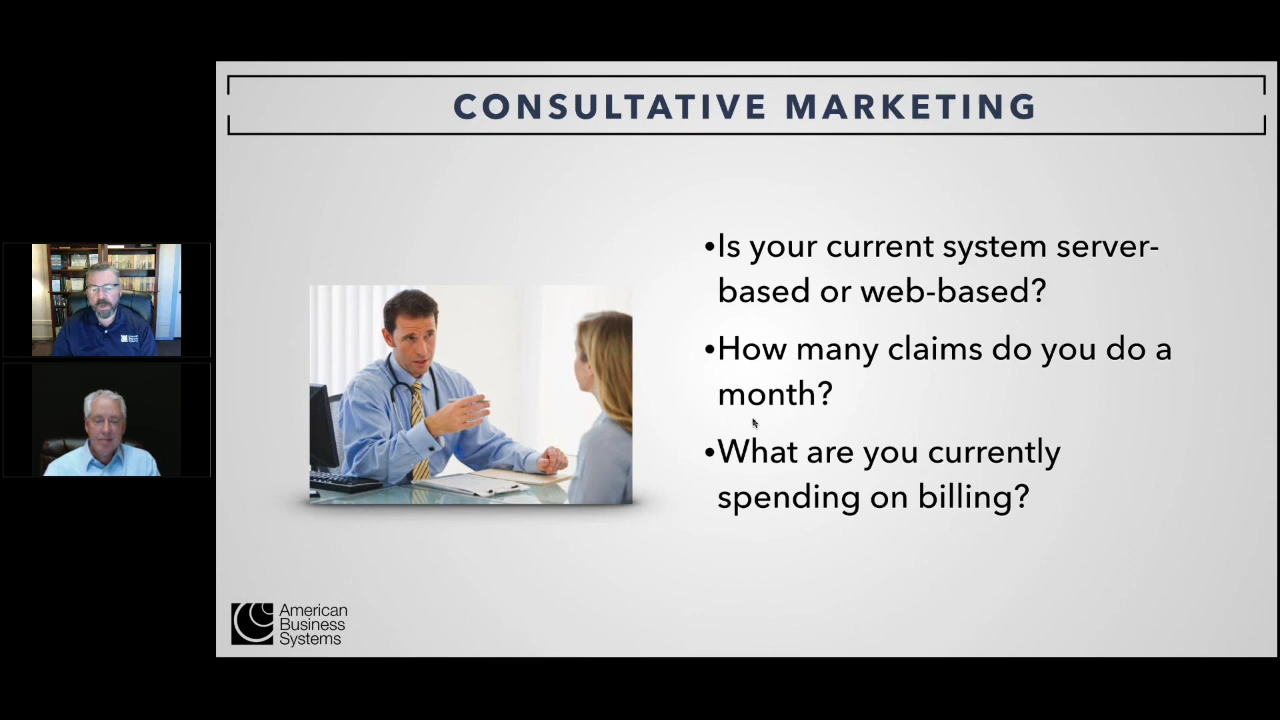 CONSULTATIVE MARKETING
•Is your current system server-
based or web-based?
•How many claims do you do a
month?
•What are you currently
spending on billing?
American
Business
Systems